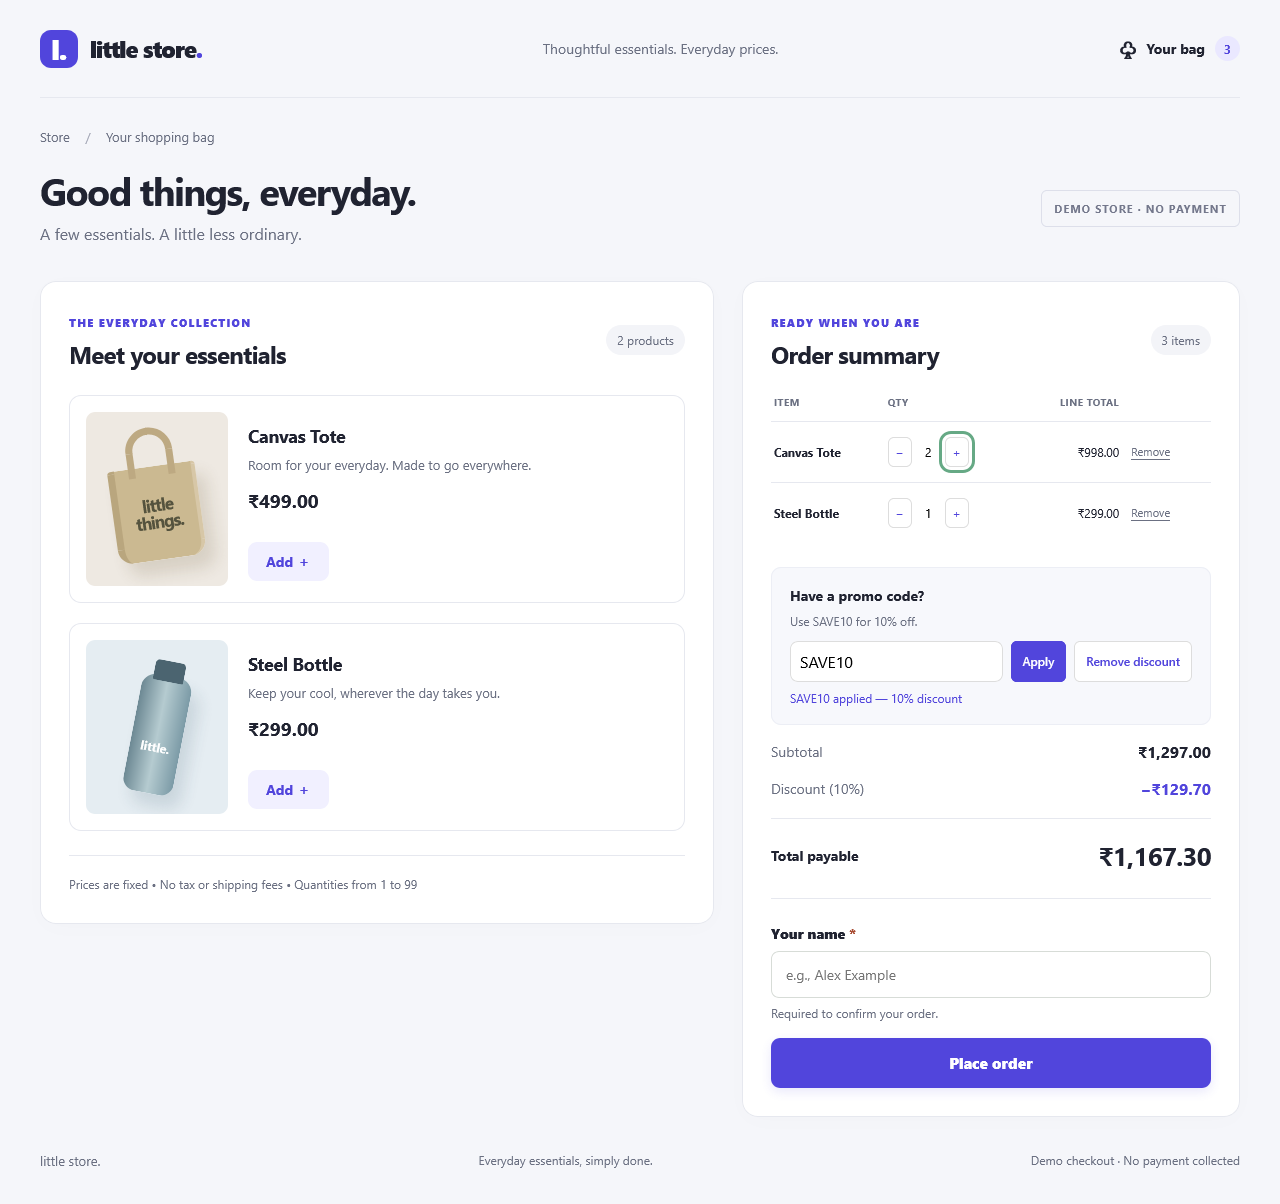 l. little store.
Thoughtful essentials. Everyday prices.
Your bag 3
Store / Your shopping bag
Good things, everyday.
A few essentials. A little less ordinary.
DEMO STORE · NO PAYMENT
THE EVERYDAY COLLECTION
Meet your essentials
2 products
little
things.
Canvas Tote
Room for your everyday. Made to go everywhere.
₹499.00
Add +
little.
Steel Bottle
Keep your cool, wherever the day takes you.
₹299.00
Add +
Prices are fixed • No tax or shipping fees • Quantities from 1 to 99
READY WHEN YOU ARE
Order summary
3 items
ITEM QTY LINE TOTAL
Canvas Tote − 2 + ₹998.00 Remove
Steel Bottle − 1 + ₹299.00 Remove
Have a promo code?
Use SAVE10 for 10% off.
SAVE10 Apply Remove discount
SAVE10 applied — 10% discount
Subtotal ₹1,297.00
Discount (10%) −₹129.70
Total payable ₹1,167.30
Your name *
e.g., Alex Example
Required to confirm your order.
Place order
little store.
Everyday essentials, simply done.
Demo checkout · No payment collected